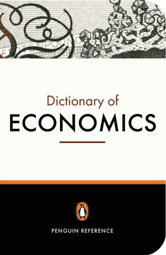 Dictionary of
ECONOMICS
PENGUIN REFERENCE